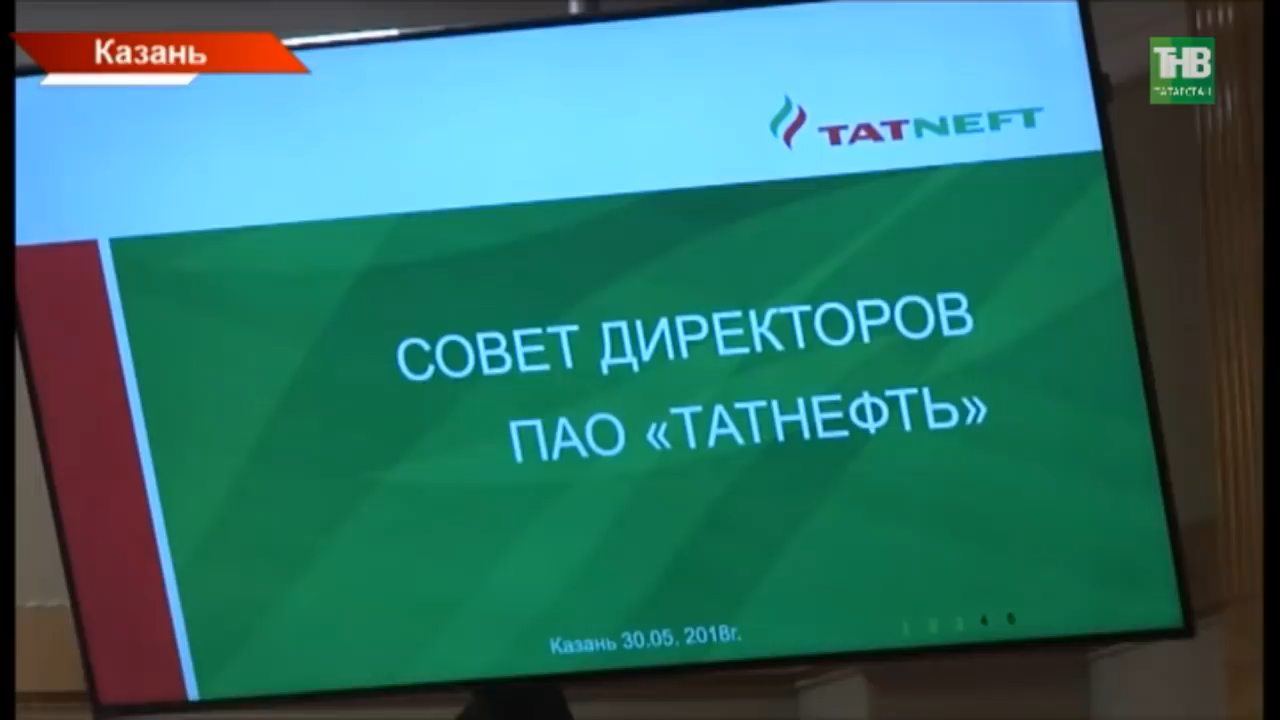 Казань
ТНВ
ТАТАРСТАН
TATNEFT
СОВЕТ ДИРЕКТОРОВ
ПАО «ТАТНЕФТЬ»
Казань 30.05. 2018г.